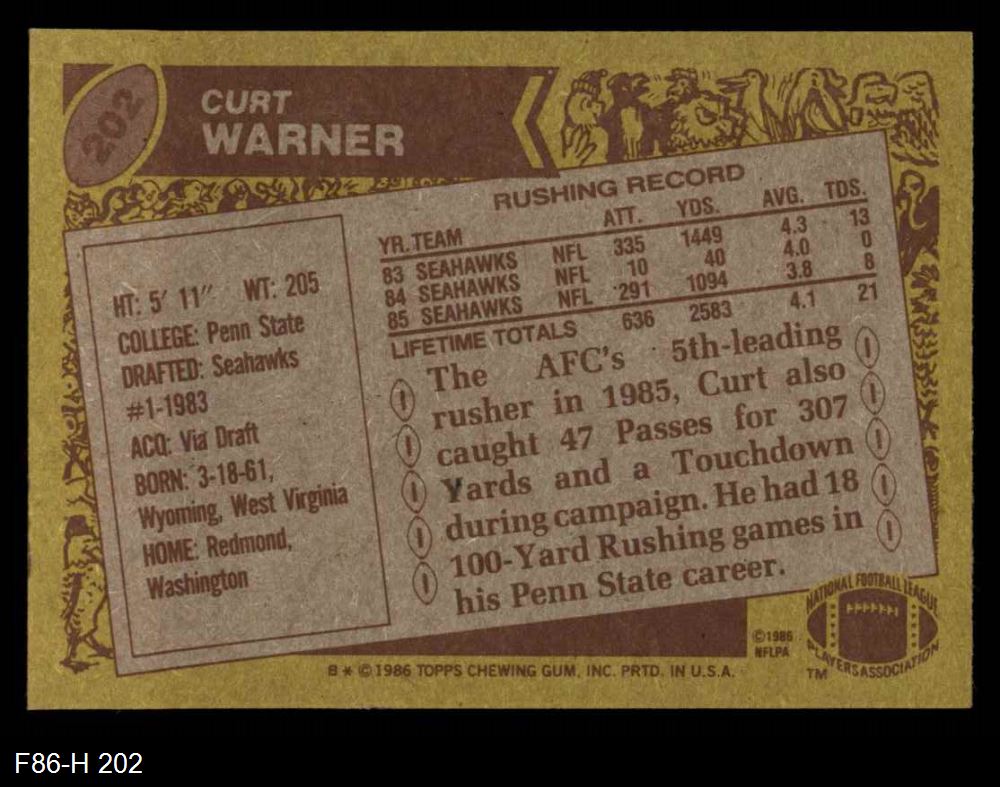 202
CURT
WARNER
RUSHING RECORD
YR. TEAM ATT. YDS. AVG. TDS.
83 SEAHAWKS NFL 335 1449 4.3 13
84 SEAHAWKS NFL 10 40 4.0 0
85 SEAHAWKS NFL 291 1094 3.8 8
LIFETIME TOTALS 636 2583 4.1 21
HT: 5' 11" WT: 205
COLLEGE: Penn State
DRAFTED: Seahawks
#1-1983
ACQ: Via Draft
BORN: 3-18-61,
Wyoming, West Virginia
HOME: Redmond,
Washington
The AFC's 5th-leading
rusher in 1985, Curt also
caught 47 Passes for 307
Yards and a Touchdown
during campaign. He had 18
100-Yard Rushing games in
his Penn State career.
©1986
NFLPA
NATIONAL FOOTBALL LEAGUE
PLAYERS ASSOCIATION
TM
B * © 1986 TOPPS CHEWING GUM, INC. PRTD. IN U.S.A.
F86-H 202